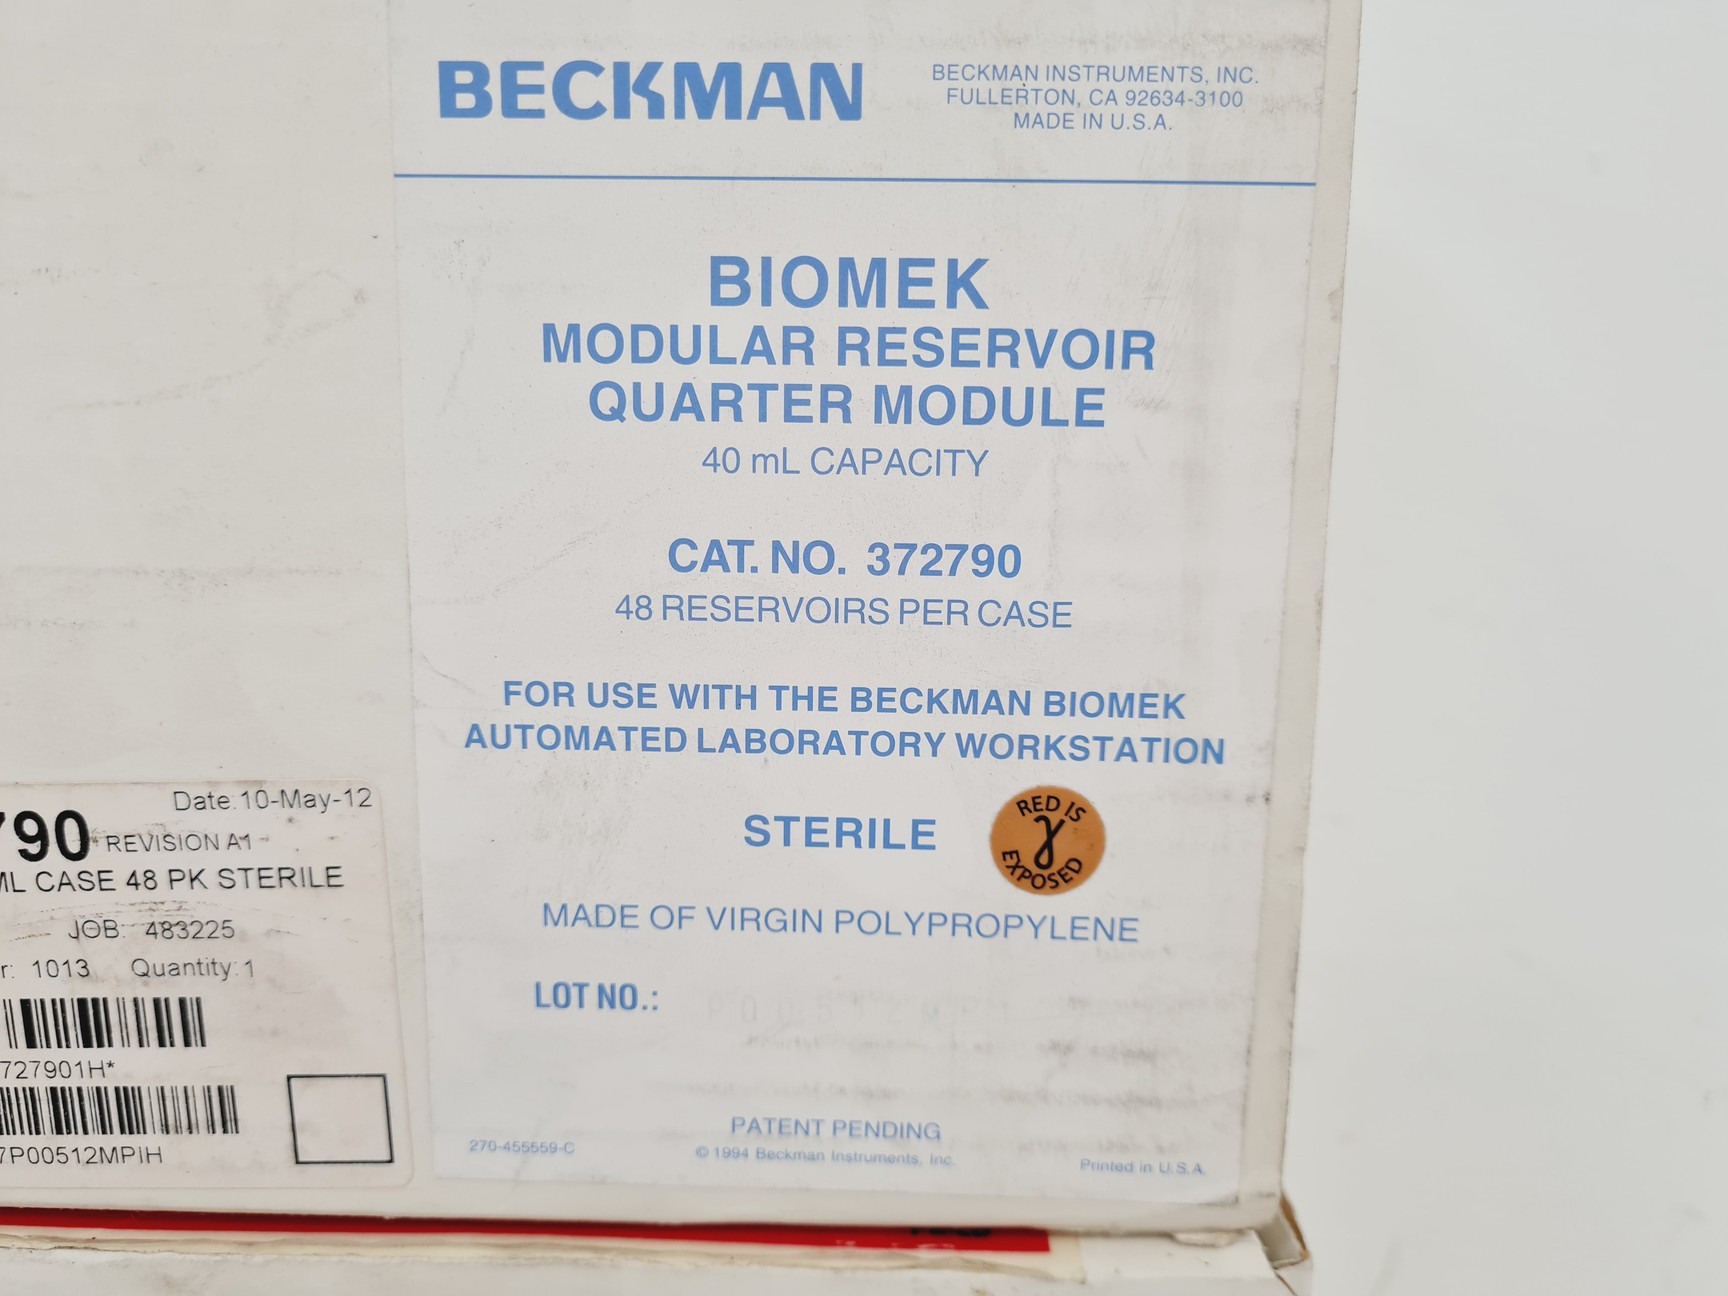 BECKMAN
BECKMAN INSTRUMENTS, INC.
FULLERTON, CA 92634-3100
MADE IN U.S.A.
BIOMEK
MODULAR RESERVOIR
QUARTER MODULE
40 mL CAPACITY
CAT. NO. 372790
48 RESERVOIRS PER CASE
FOR USE WITH THE BECKMAN BIOMEK
AUTOMATED LABORATORY WORKSTATION
STERILE
RED IS
γ
EXPOSED
MADE OF VIRGIN POLYPROPYLENE
LOT NO.:
PATENT PENDING
270-455559-C
© 1994 Beckman Instruments, Inc.
Printed in U.S.A.
Date:10-May-12
790 REVISION A1
ML CASE 48 PK STERILE
JOB: 483225
r: 1013 Quantity:1
727901H*
7P00512MPIH